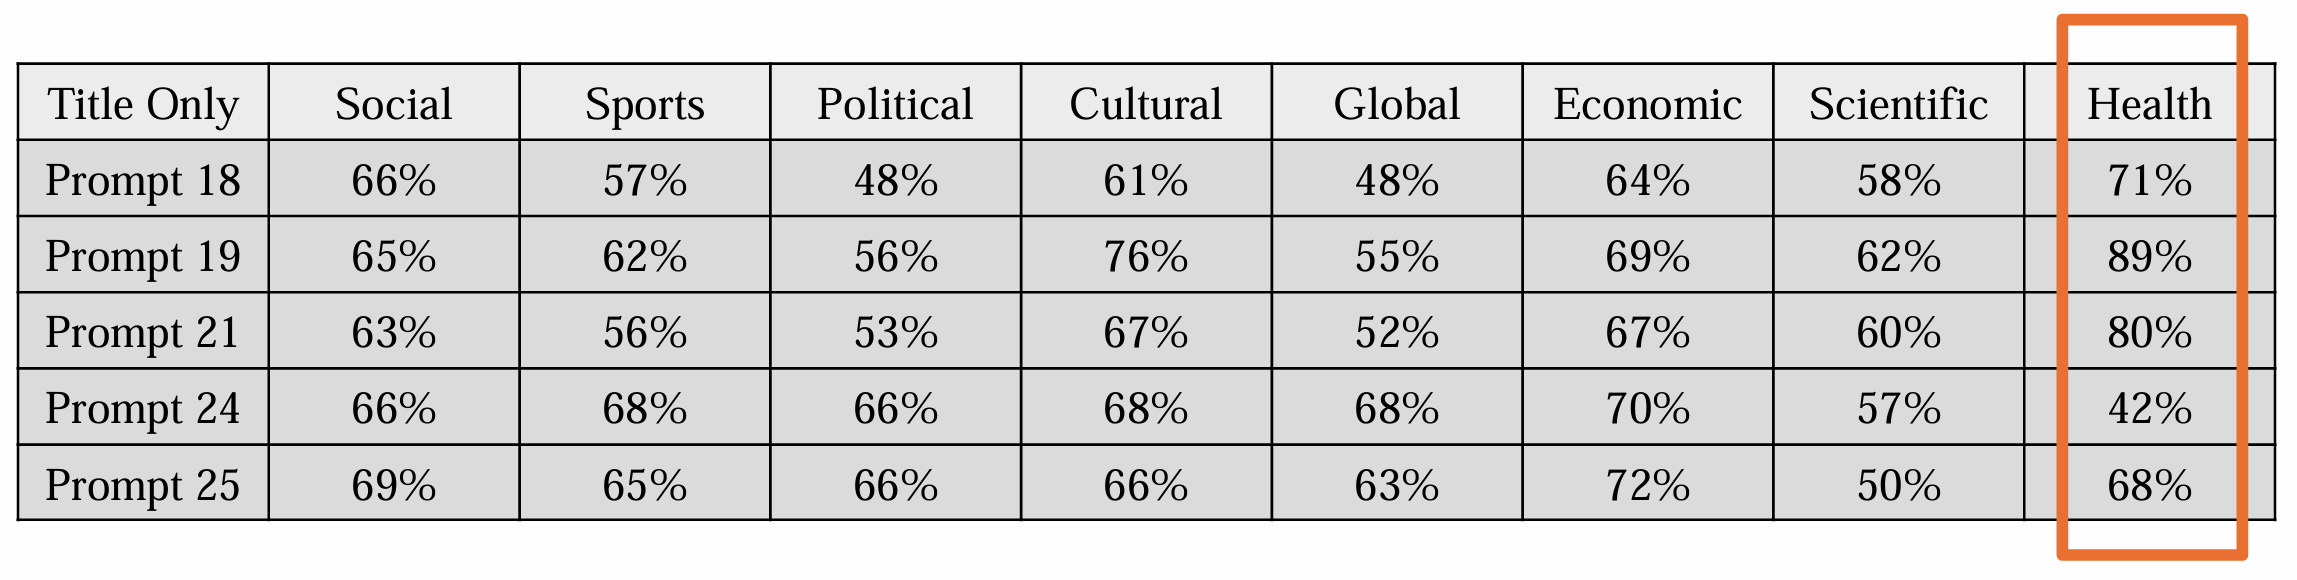 Title Only Social Sports Political Cultural Global Economic Scientific Health
Prompt 18 66% 57% 48% 61% 48% 64% 58% 71%
Prompt 19 65% 62% 56% 76% 55% 69% 62% 89%
Prompt 21 63% 56% 53% 67% 52% 67% 60% 80%
Prompt 24 66% 68% 66% 68% 68% 70% 57% 42%
Prompt 25 69% 65% 66% 66% 63% 72% 50% 68%